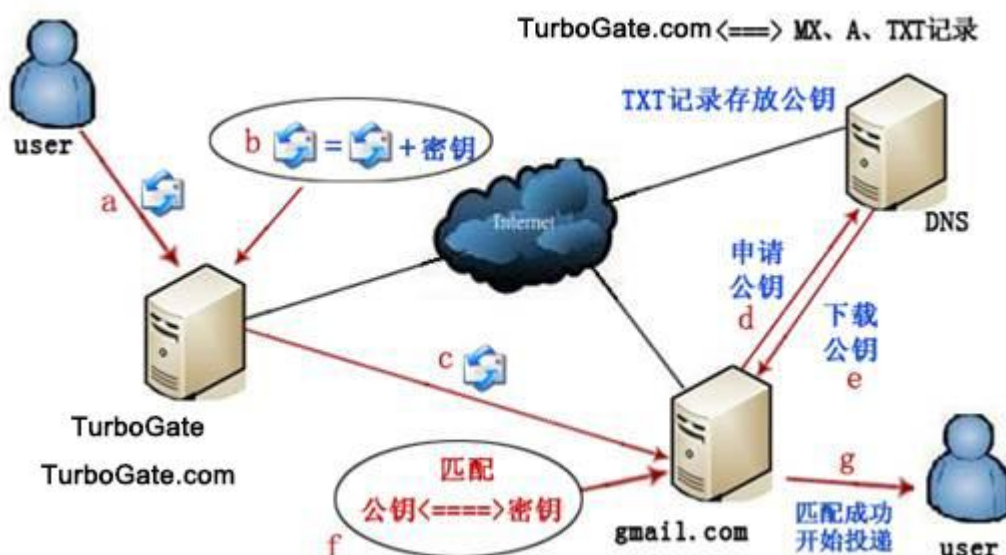 TurboGate.com<===> MX、A、TXT记录
TXT记录存放公钥
user
b = +密钥
a
Internet
DNS
申请
公钥
d
下载
公钥
e
c
TurboGate
TurboGate.com
匹配
公钥<====>密钥
f
gmail.com
g
匹配成功
开始投递
user